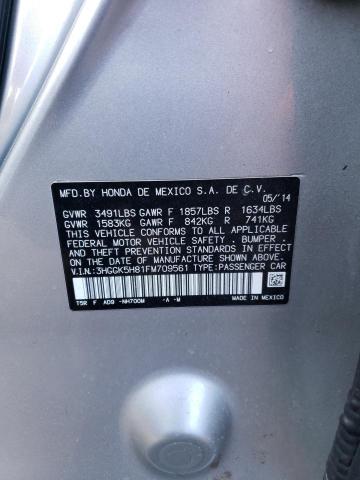 MFD.BY HONDA DE MEXICO S.A. DE C.V.
05/'14
GVWR 3491LBS GAWR F 1857LBS R 1634LBS
GVWR 1583KG GAWR F 842KG R 741KG
THIS VEHICLE CONFORMS TO ALL APPLICABLE
FEDERAL MOTOR VEHICLE SAFETY, BUMPER ,
AND THEFT PREVENTION STANDARDS IN EFFECT
ON THE DATE OF MANUFACTURE SHOWN ABOVE.
V.I.N.:3HGGK5H81FM709561 TYPE:PASSENGER CAR
T5R F AD9 -NH700M -A -M MADE IN MEXICO